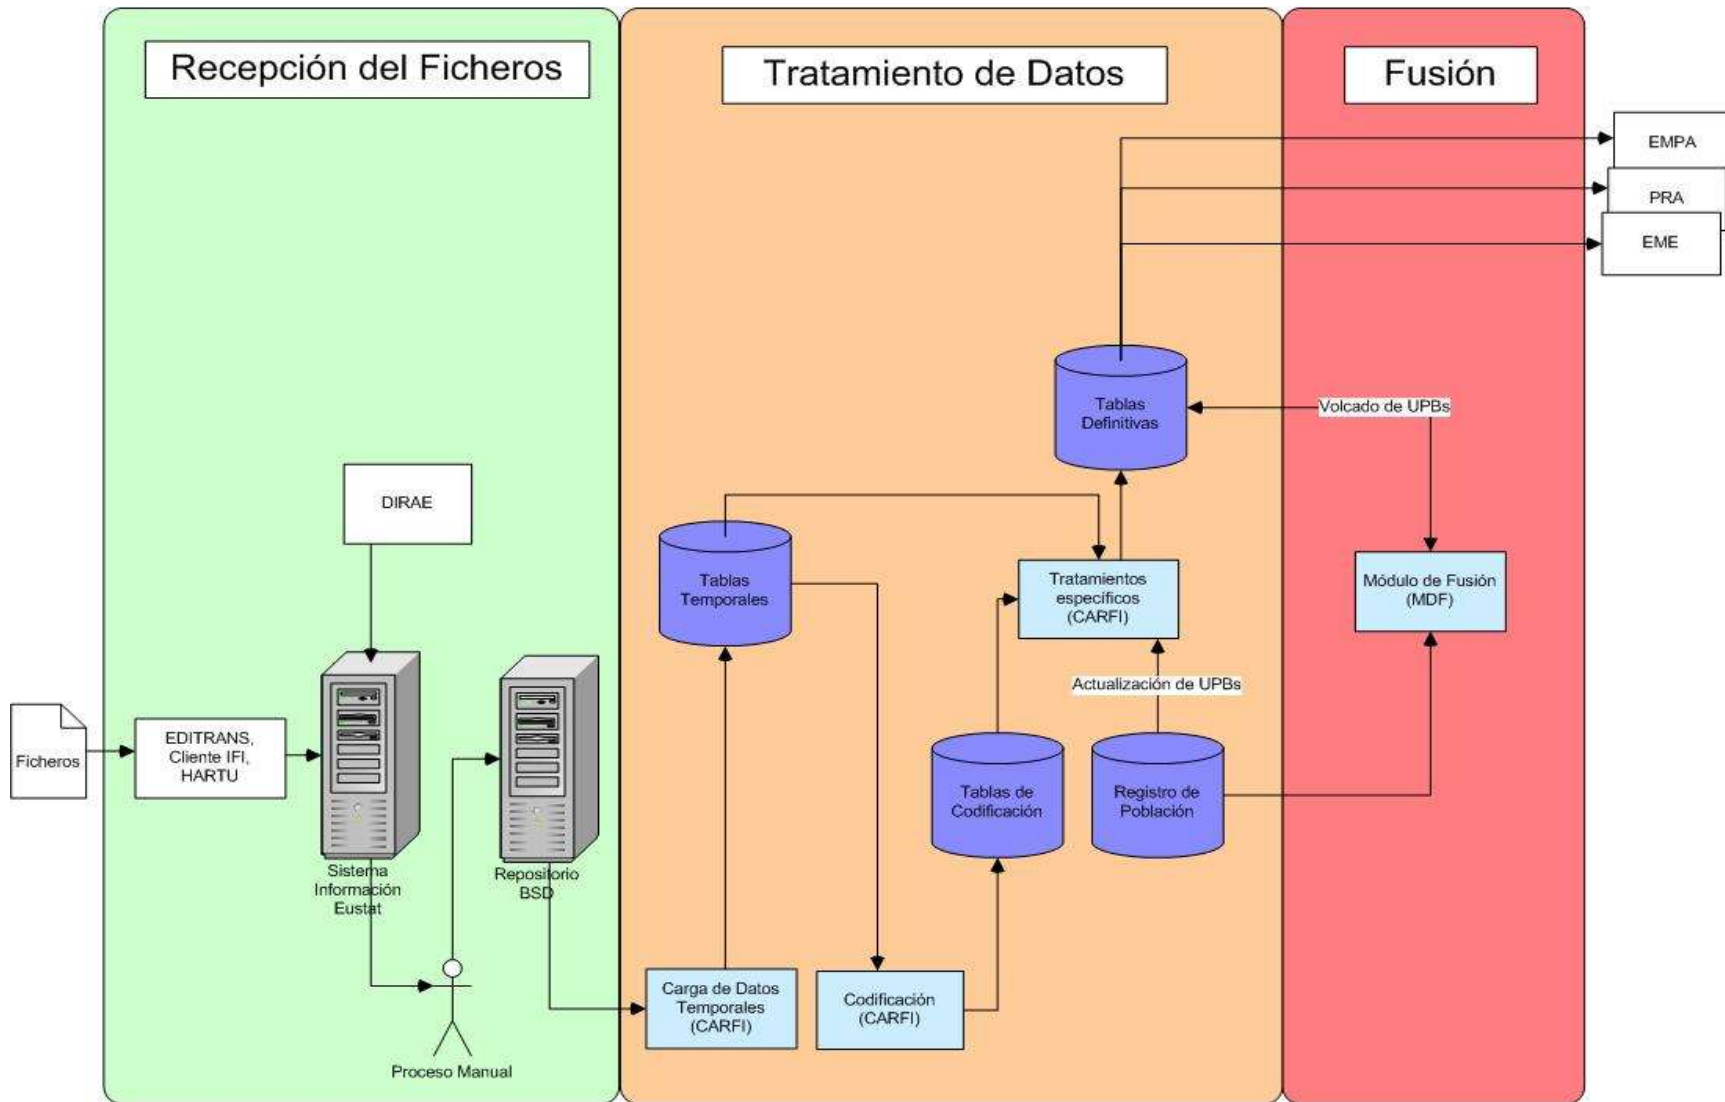 Recepción del Ficheros
Tratamiento de Datos
Fusión
EMPA
PRA
EME
Tablas
Definitivas
Volcado de UPBs
DIRAE
Tablas
Temporales
Tratamientos
específicos
(CARFI)
Módulo de Fusión
(MDF)
Actualización de UPBs
Ficheros
EDITRANS,
Cliente IFI,
HARTU
Tablas de
Codificación
Registro de
Población
Sistema
Información
Eustat
Repositorio
BSD
Carga de Datos
Temporales
(CARFI)
Codificación
(CARFI)
Proceso Manual